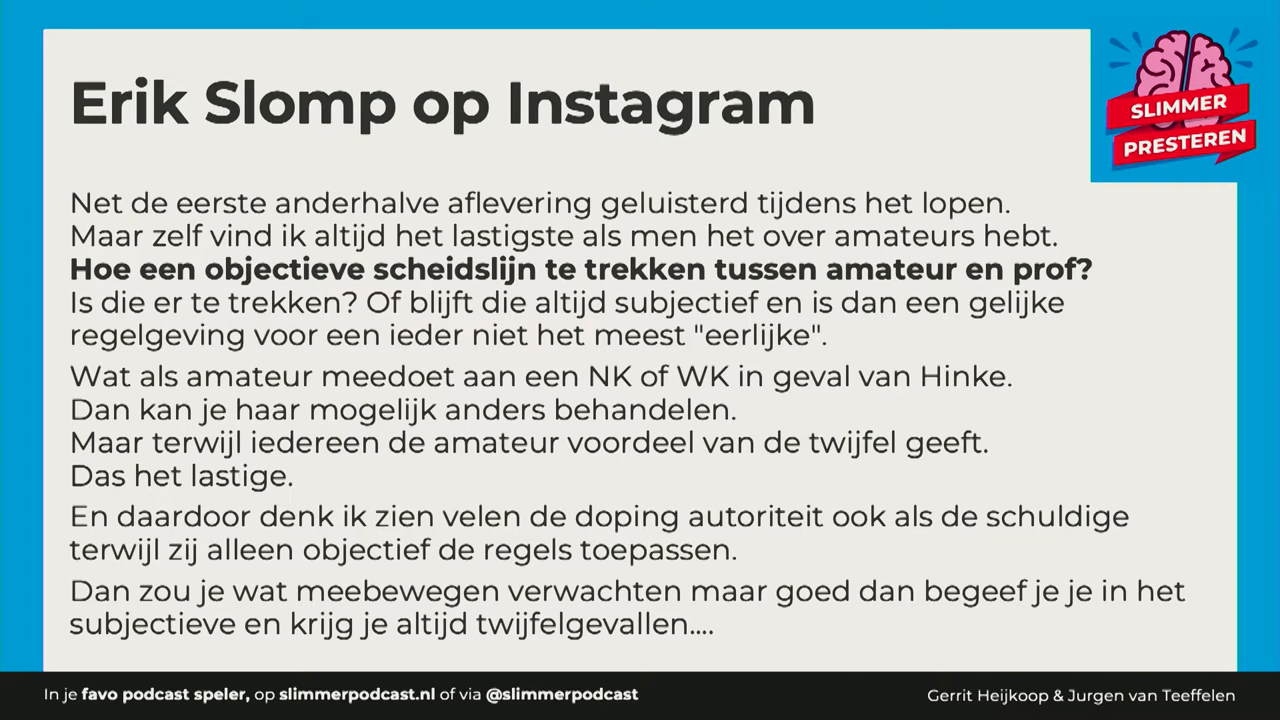 Erik Slomp op Instagram
SLIMMER
PRESTEREN
Net de eerste anderhalve aflevering geluisterd tijdens het lopen.
Maar zelf vind ik altijd het lastigste als men het over amateurs hebt.
Hoe een objectieve scheidslijn te trekken tussen amateur en prof?
Is die er te trekken? Of blijft die altijd subjectief en is dan een gelijke
regelgeving voor een ieder niet het meest "eerlijke".
Wat als amateur meedoet aan een NK of WK in geval van Hinke.
Dan kan je haar mogelijk anders behandelen.
Maar terwijl iedereen de amateur voordeel van de twijfel geeft.
Das het lastige.
En daardoor denk ik zien velen de doping autoriteit ook als de schuldige
terwijl zij alleen objectief de regels toepassen.
Dan zou je wat meebewegen verwachten maar goed dan begeef je je in het
subjectieve en krijg je altijd twijfelgevallen....
In je favo podcast speler, op slimmerpodcast.nl of via @slimmerpodcast
Gerrit Heijkoop & Jurgen van Teeffelen